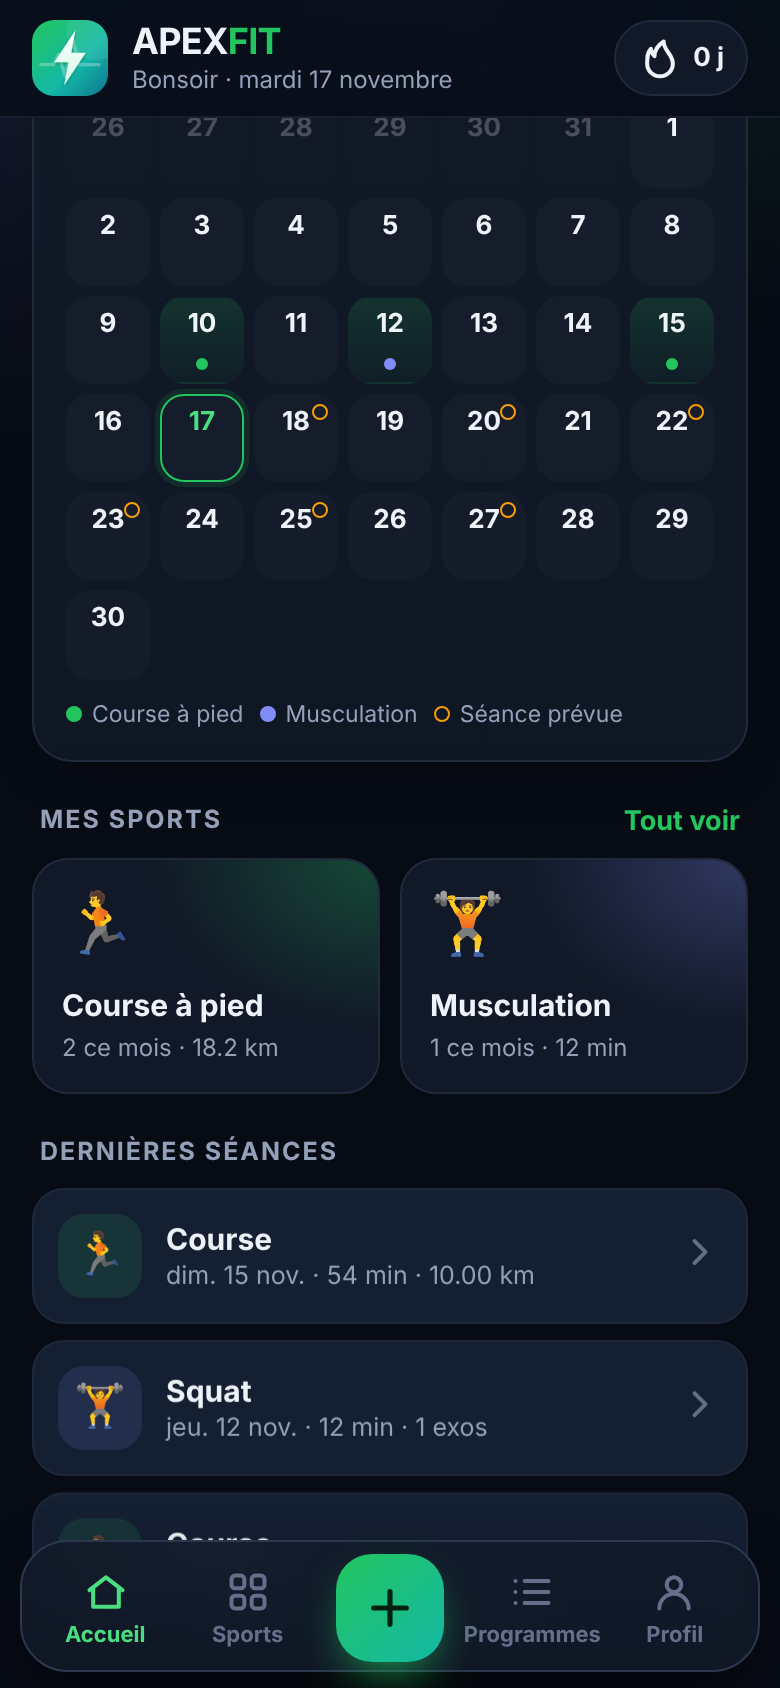 APEXFIT
Bonsoir · mardi 17 novembre
0 j
26 27 28 29 30 31 1
2 3 4 5 6 7 8
9 10 11 12 13 14 15
16 17 18 19 20 21 22
23 24 25 26 27 28 29
30
Course à pied Musculation Séance prévue
MES SPORTS Tout voir
Course à pied
2 ce mois · 18.2 km
Musculation
1 ce mois · 12 min
DERNIÈRES SÉANCES
Course
dim. 15 nov. · 54 min · 10.00 km
Squat
jeu. 12 nov. · 12 min · 1 exos
Course
Accueil Sports Programmes Profil